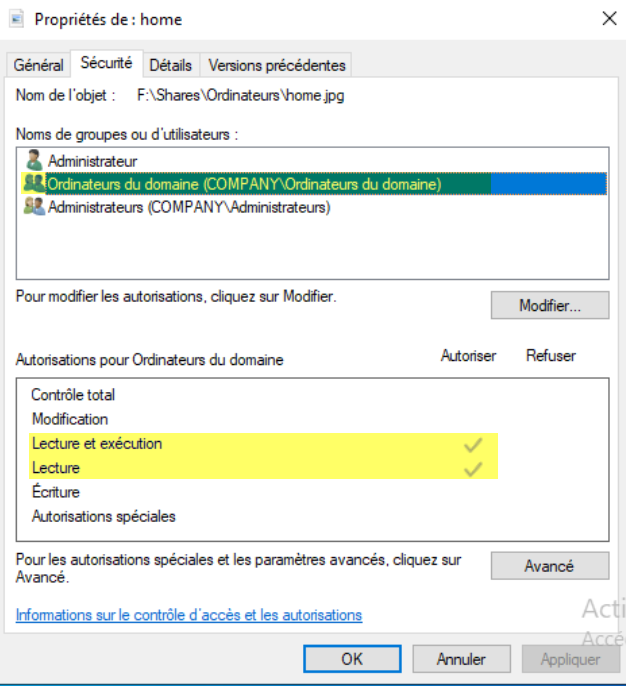 Propriétés de : home
Général Sécurité Détails Versions précédentes
Nom de l'objet : F:\Shares\Ordinateurs\home.jpg
Noms de groupes ou d'utilisateurs :
Administrateur
Ordinateurs du domaine (COMPANY\Ordinateurs du domaine)
Administrateurs (COMPANY\Administrateurs)
Pour modifier les autorisations, cliquez sur Modifier.
Modifier...
Autorisations pour Ordinateurs du domaine Autoriser Refuser
Contrôle total
Modification
Lecture et exécution
Lecture
Écriture
Autorisations spéciales
Pour les autorisations spéciales et les paramètres avancés, cliquez sur
Avancé.
Avancé
Informations sur le contrôle d'accès et les autorisations
Acti
Accé
OK Annuler Appliquer